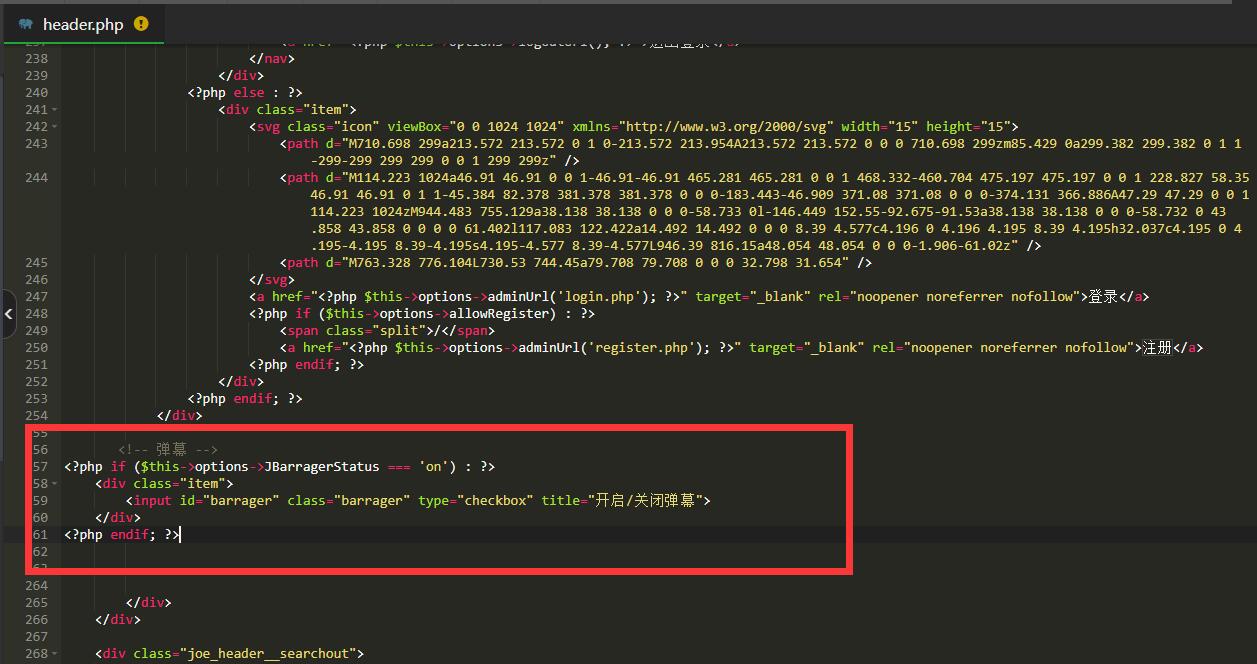 header.php
238 </nav>
239 </div>
240 <?php else : ?>
241 <div class="item">
242 <svg class="icon" viewBox="0 0 1024 1024" xmlns="http://www.w3.org/2000/svg" width="15" height="15">
243 <path d="M710.698 299a213.572 213.572 0 1 0-213.572 213.954A213.572 213.572 0 0 0 710.698 299zm85.429 0a299.382 299.382 0 1 1
-299-299 299 299 0 0 1 299 299z" />
244 <path d="M114.223 1024a46.91 46.91 0 0 1-46.91-46.91 465.281 465.281 0 0 1 468.332-460.704 475.197 475.197 0 0 1 228.827 58.35
46.91 46.91 0 1 1-45.384 82.378 381.378 381.378 0 0 0-183.443-46.909 371.08 371.08 0 0 0-374.131 366.886A47.29 47.29 0 0 1
114.223 1024zM944.483 755.129a38.138 38.138 0 0 0-58.733 0l-146.449 152.55-92.675-91.53a38.138 38.138 0 0 0-58.732 0 43
.858 43.858 0 0 0 0 61.402l117.083 122.422a14.492 14.492 0 0 0 8.39 4.577c4.196 0 4.196 4.195 8.39 4.195h32.037c4.195 0 4
.195-4.195 8.39-4.195s4.195-4.577 8.39-4.577L946.39 816.15a48.054 48.054 0 0 0-1.906-61.02z" />
245 <path d="M763.328 776.104L730.53 744.45a79.708 79.708 0 0 0 32.798 31.654" />
246 </svg>
247 <a href="<?php $this->options->adminUrl('login.php'); ?>" target="_blank" rel="noopener noreferrer nofollow">登录</a>
248 <?php if ($this->options->allowRegister) : ?>
249 <span class="split">/</span>
250 <a href="<?php $this->options->adminUrl('register.php'); ?>" target="_blank" rel="noopener noreferrer nofollow">注册</a>
251 <?php endif; ?>
252 </div>
253 <?php endif; ?>
254 </div>
55
56 <!-- 弹幕 -->
57 <?php if ($this->options->JBarragerStatus === 'on') : ?>
58 <div class="item">
59 <input id="barrager" class="barrager" type="checkbox" title="开启/关闭弹幕">
60 </div>
61 <?php endif; ?>
62
264
265 </div>
266 </div>
267
268 <div class="joe_header__searchout">